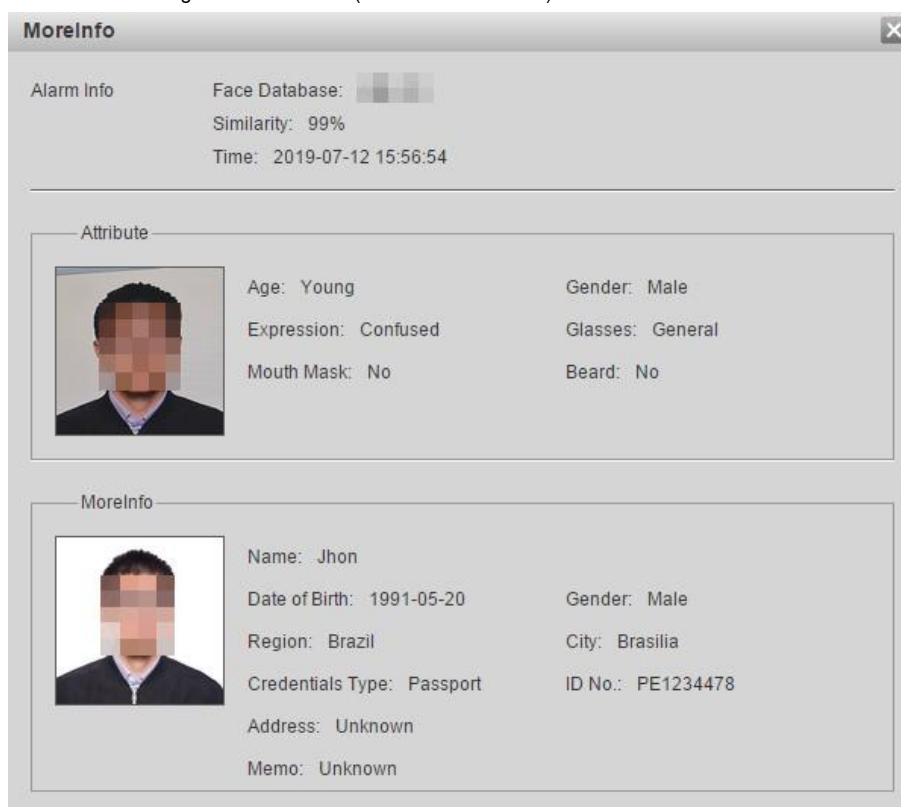 MoreInfo
Alarm Info
Face Database:
Similarity: 99%
Time: 2019-07-12 15:56:54
Attribute
Age: Young Gender: Male
Expression: Confused Glasses: General
Mouth Mask: No Beard: No
MoreInfo
Name: Jhon
Date of Birth: 1991-05-20 Gender: Male
Region: Brazil City: Brasilia
Credentials Type: Passport ID No.: PE1234478
Address: Unknown
Memo: Unknown